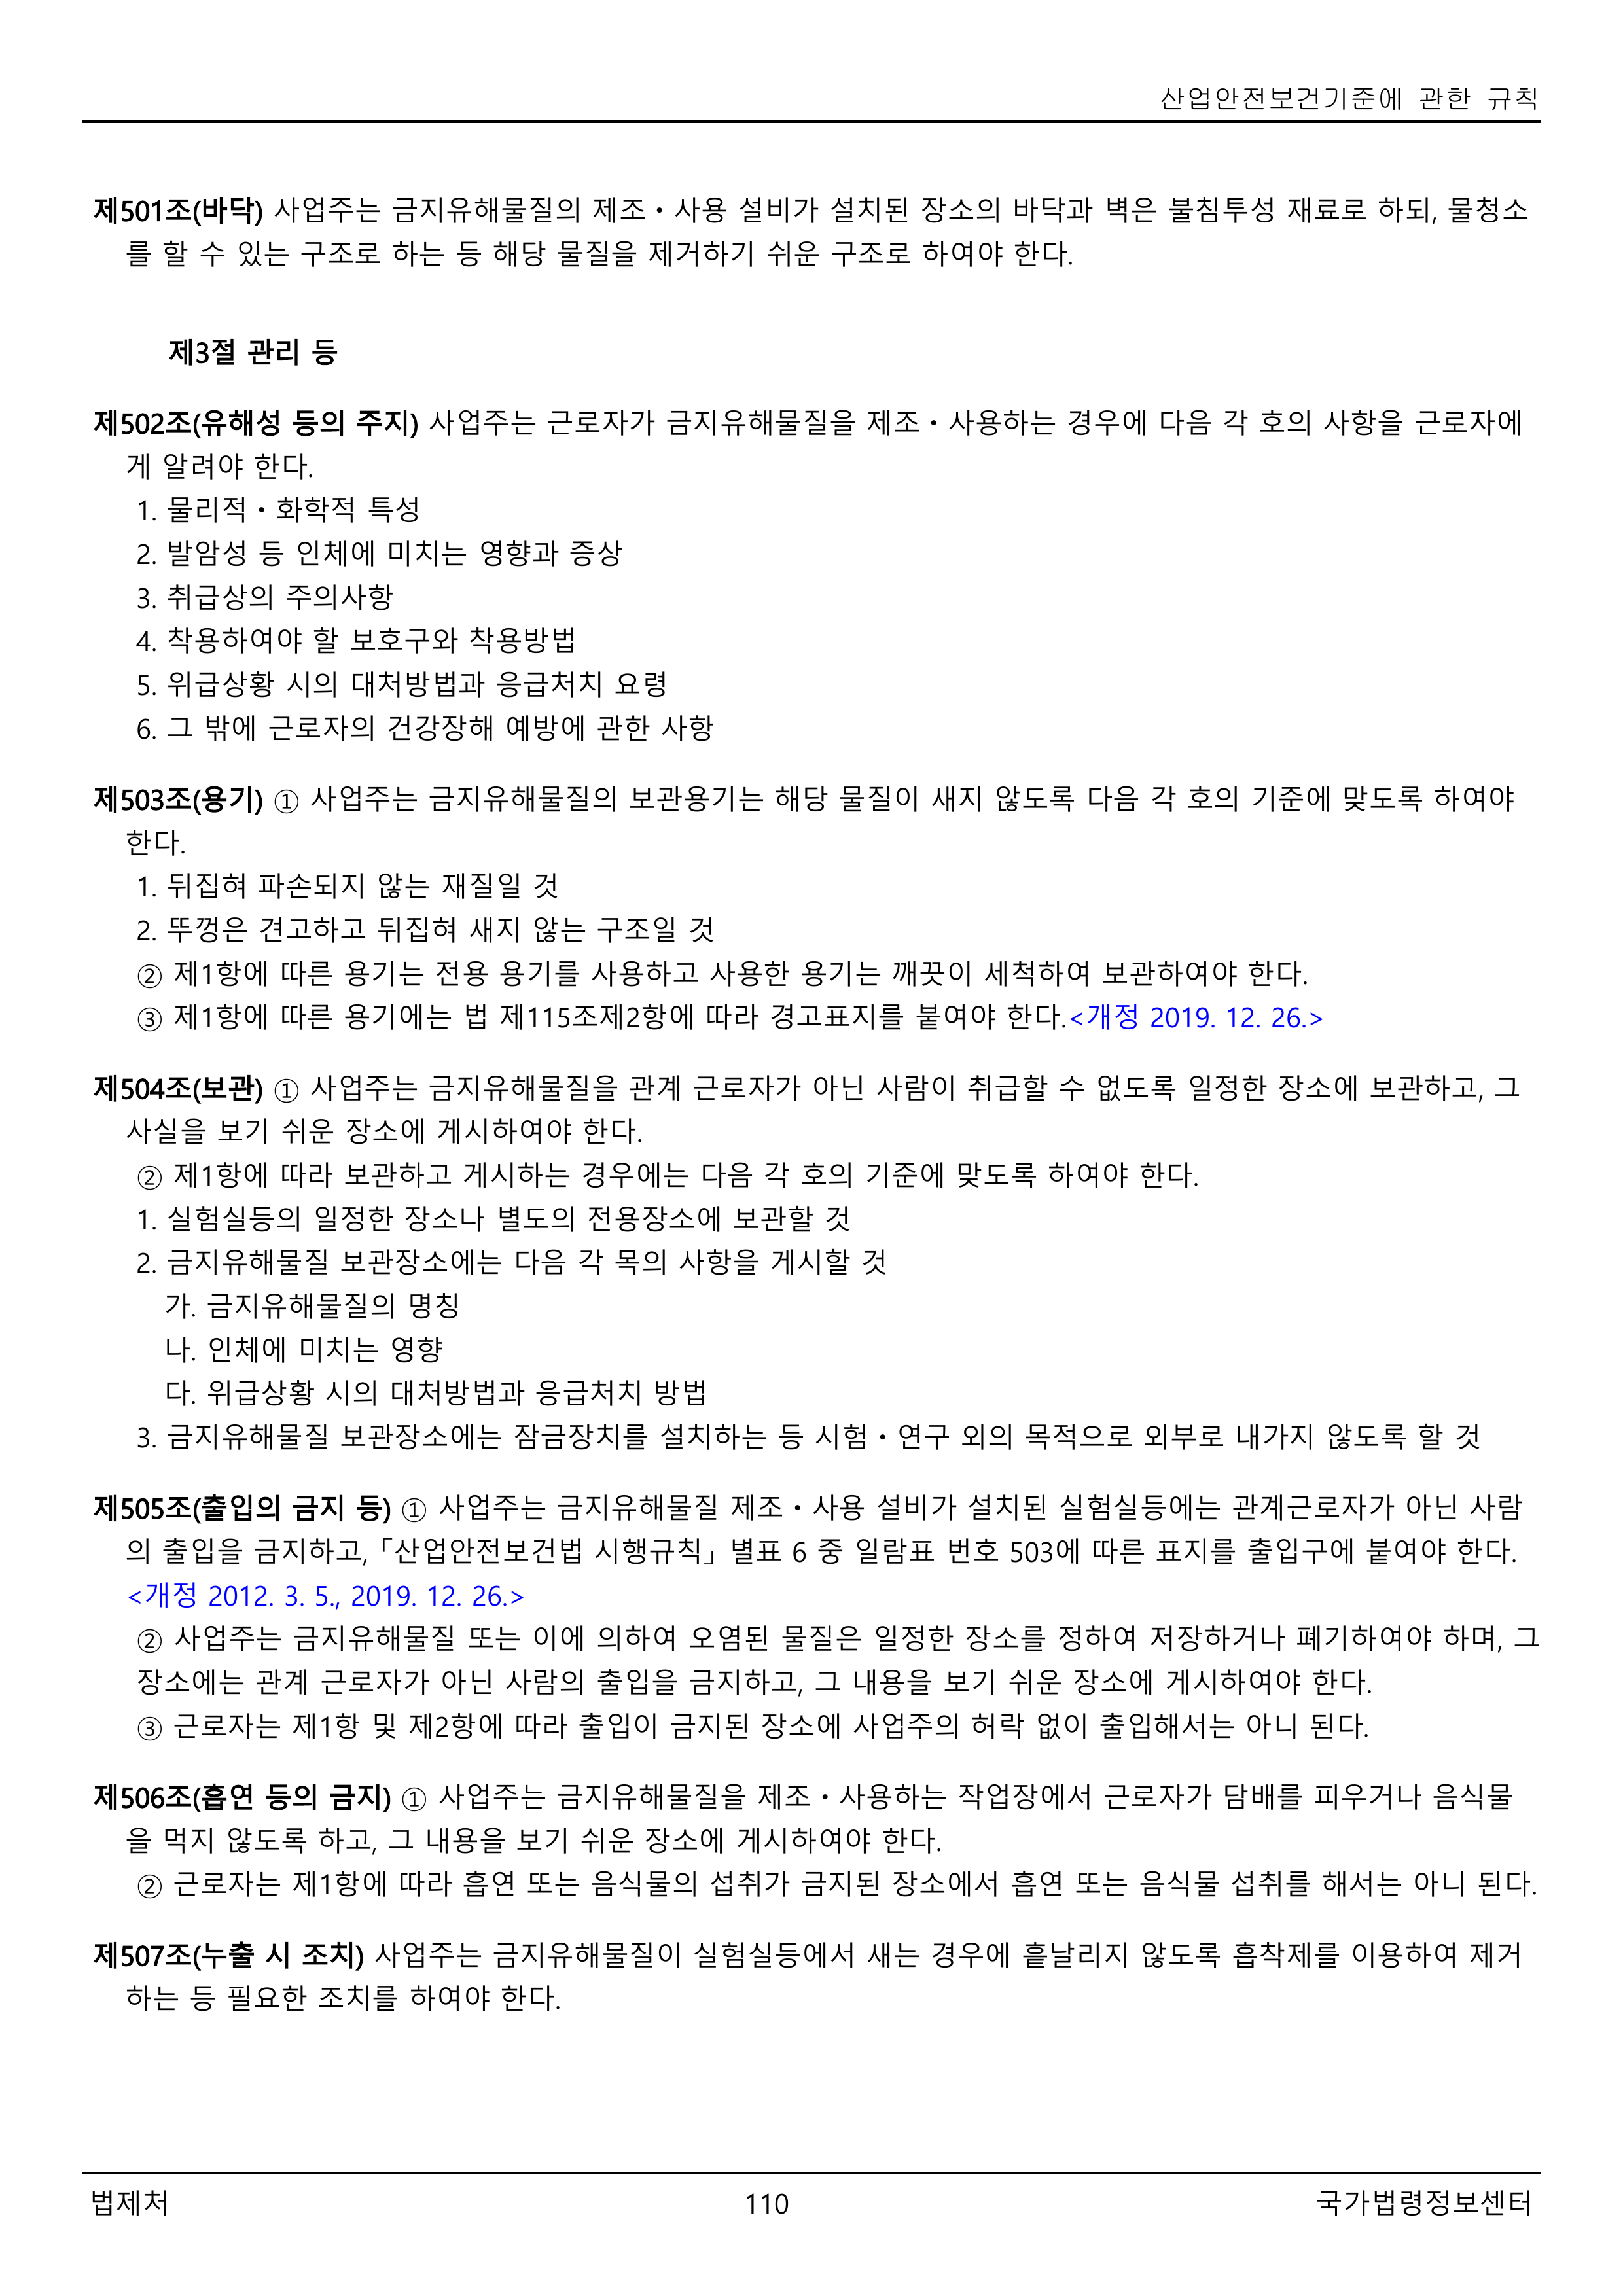 산업안전보건기준에 관한 규칙
제501조(바닥) 사업주는 금지유해물질의 제조ㆍ사용 설비가 설치된 장소의 바닥과 벽은 불침투성 재료로 하되, 물청소
를 할 수 있는 구조로 하는 등 해당 물질을 제거하기 쉬운 구조로 하여야 한다.
제3절 관리 등
제502조(유해성 등의 주지) 사업주는 근로자가 금지유해물질을 제조ㆍ사용하는 경우에 다음 각 호의 사항을 근로자에
게 알려야 한다.
1. 물리적ㆍ화학적 특성
2. 발암성 등 인체에 미치는 영향과 증상
3. 취급상의 주의사항
4. 착용하여야 할 보호구와 착용방법
5. 위급상황 시의 대처방법과 응급처치 요령
6. 그 밖에 근로자의 건강장해 예방에 관한 사항
제503조(용기) ① 사업주는 금지유해물질의 보관용기는 해당 물질이 새지 않도록 다음 각 호의 기준에 맞도록 하여야
한다.
1. 뒤집혀 파손되지 않는 재질일 것
2. 뚜껑은 견고하고 뒤집혀 새지 않는 구조일 것
② 제1항에 따른 용기는 전용 용기를 사용하고 사용한 용기는 깨끗이 세척하여 보관하여야 한다.
③ 제1항에 따른 용기에는 법 제115조제2항에 따라 경고표지를 붙여야 한다.<개정 2019. 12. 26.>
제504조(보관) ① 사업주는 금지유해물질을 관계 근로자가 아닌 사람이 취급할 수 없도록 일정한 장소에 보관하고, 그
사실을 보기 쉬운 장소에 게시하여야 한다.
② 제1항에 따라 보관하고 게시하는 경우에는 다음 각 호의 기준에 맞도록 하여야 한다.
1. 실험실등의 일정한 장소나 별도의 전용장소에 보관할 것
2. 금지유해물질 보관장소에는 다음 각 목의 사항을 게시할 것
가. 금지유해물질의 명칭
나. 인체에 미치는 영향
다. 위급상황 시의 대처방법과 응급처치 방법
3. 금지유해물질 보관장소에는 잠금장치를 설치하는 등 시험ㆍ연구 외의 목적으로 외부로 내가지 않도록 할 것
제505조(출입의 금지 등) ① 사업주는 금지유해물질 제조ㆍ사용 설비가 설치된 실험실등에는 관계근로자가 아닌 사람
의 출입을 금지하고, 「산업안전보건법 시행규칙」 별표 6 중 일람표 번호 503에 따른 표지를 출입구에 붙여야 한다.
<개정 2012. 3. 5., 2019. 12. 26.>
② 사업주는 금지유해물질 또는 이에 의하여 오염된 물질은 일정한 장소를 정하여 저장하거나 폐기하여야 하며, 그
장소에는 관계 근로자가 아닌 사람의 출입을 금지하고, 그 내용을 보기 쉬운 장소에 게시하여야 한다.
③ 근로자는 제1항 및 제2항에 따라 출입이 금지된 장소에 사업주의 허락 없이 출입해서는 아니 된다.
제506조(흡연 등의 금지) ① 사업주는 금지유해물질을 제조ㆍ사용하는 작업장에서 근로자가 담배를 피우거나 음식물
을 먹지 않도록 하고, 그 내용을 보기 쉬운 장소에 게시하여야 한다.
② 근로자는 제1항에 따라 흡연 또는 음식물의 섭취가 금지된 장소에서 흡연 또는 음식물 섭취를 해서는 아니 된다.
제507조(누출 시 조치) 사업주는 금지유해물질이 실험실등에서 새는 경우에 흩날리지 않도록 흡착제를 이용하여 제거
하는 등 필요한 조치를 하여야 한다.
법제처 110 국가법령정보센터